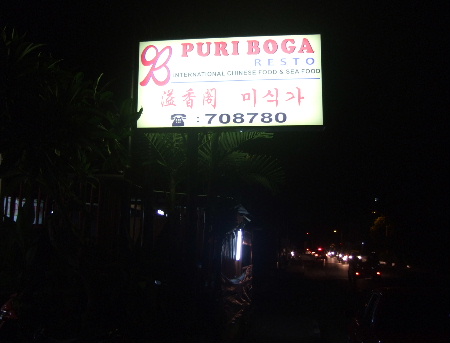 PURI BOGA
RESTO
INTERNATIONAL CHINESE FOOD & SEA FOOD
溢香阁 미식가
☎ : 708780